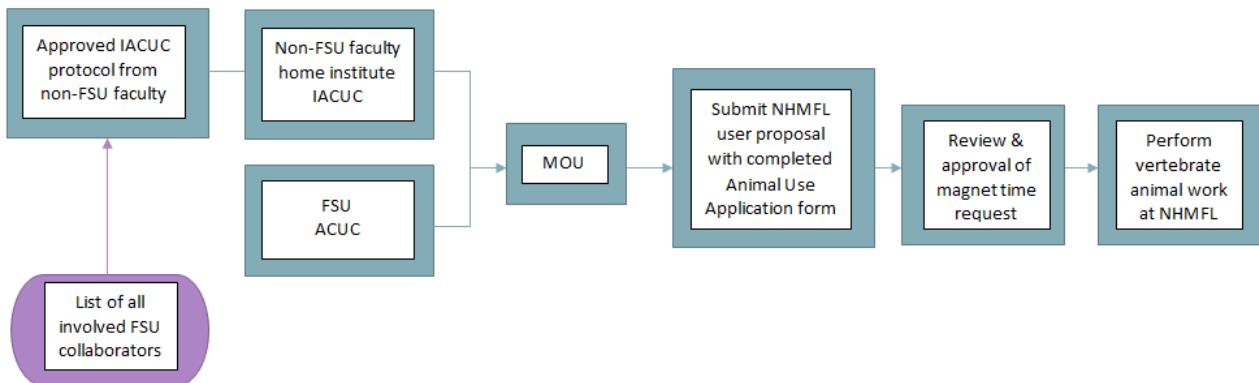 Approved IACUC
protocol from
non-FSU faculty
Non-FSU faculty
home institute
IACUC
FSU
ACUC
List of all
involved FSU
collaborators
MOU
Submit NHMFL
user proposal
with completed
Animal Use
Application form
Review &
approval of
magnet time
request
Perform
vertebrate
animal work
at NHMFL